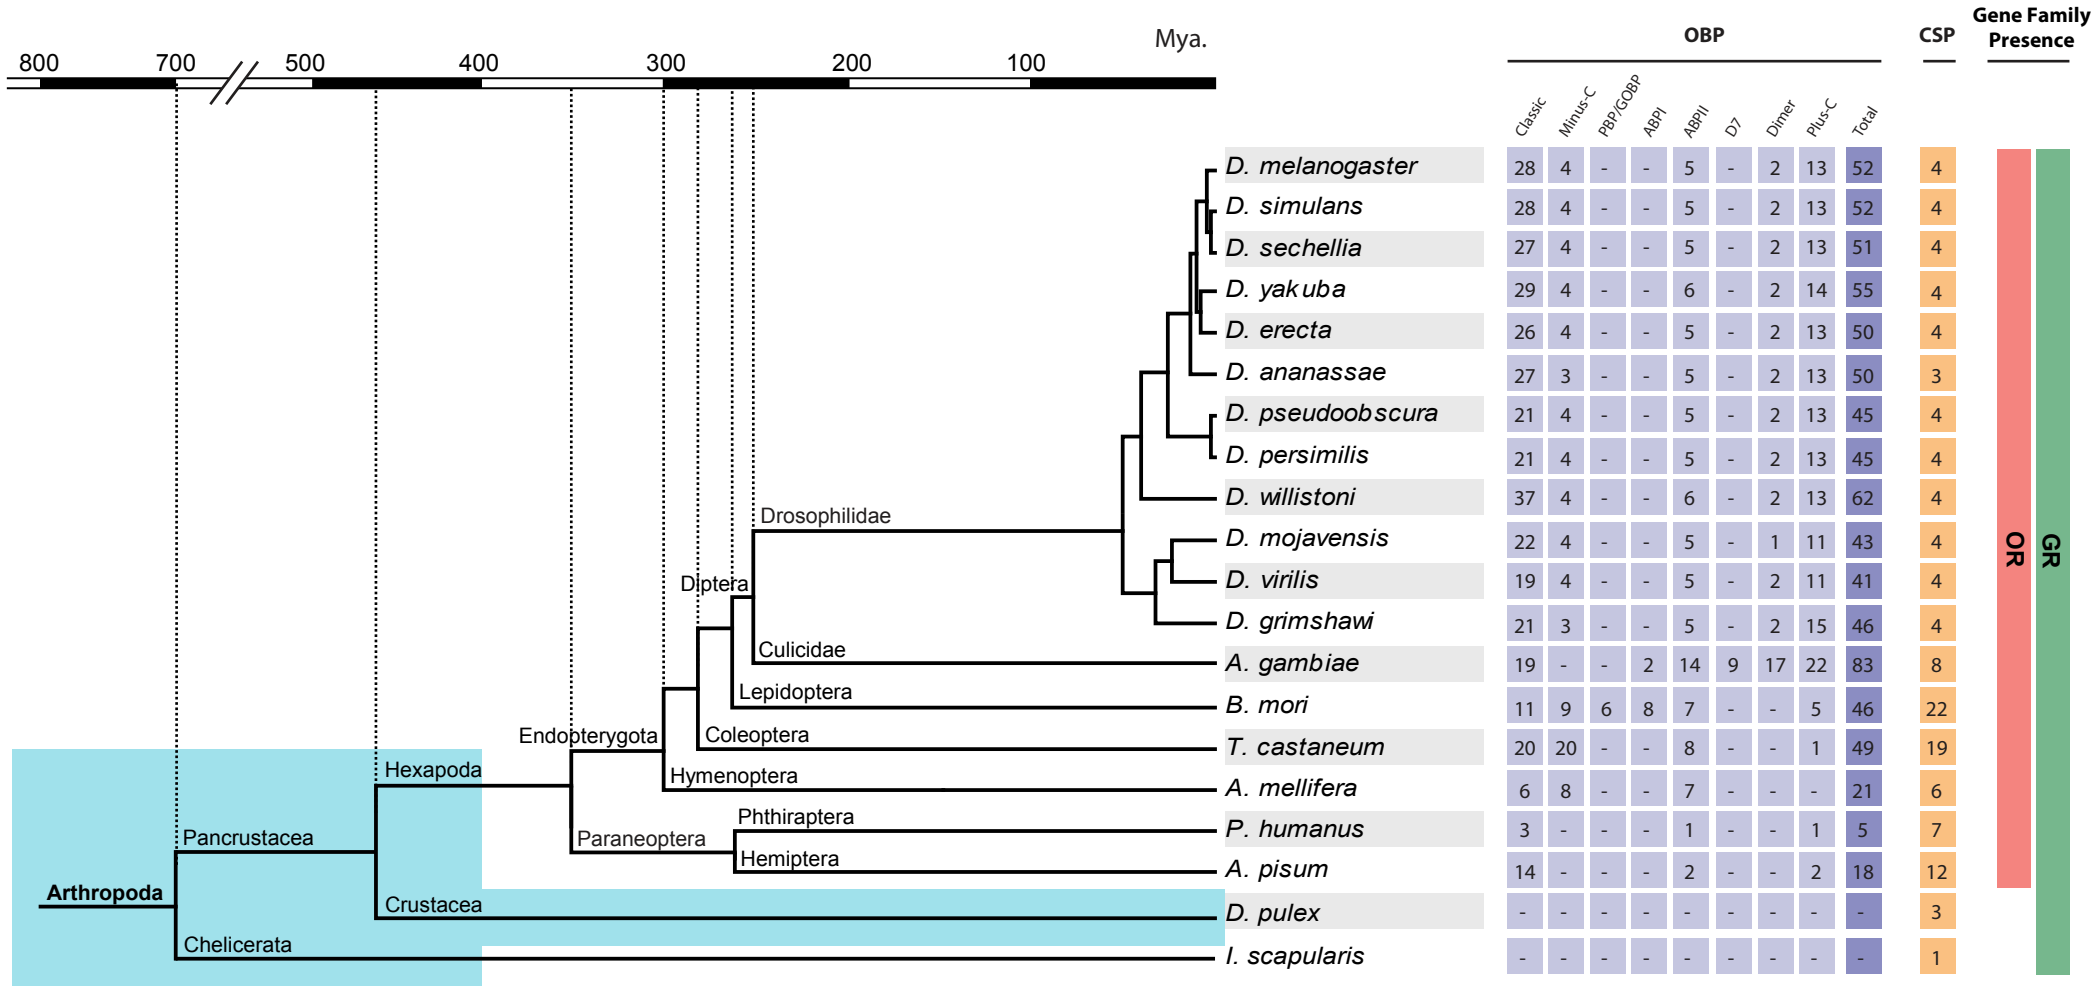 Gene Family
Presence
Mya.
OBP
CSP
800 700 500 400 300 200 100
Classic Minus-C PBP/GOBP ABPI ABPII D7 Dimer Plus-C Total
D. melanogaster 28 4 - - 5 - 2 13 52 4
D. simulans 28 4 - - 5 - 2 13 52 4
D. sechellia 27 4 - - 5 - 2 13 51 4
D. yakuba 29 4 - - 6 - 2 14 55 4
D. erecta 26 4 - - 5 - 2 13 50 4
D. ananassae 27 3 - - 5 - 2 13 50 3
D. pseudoobscura 21 4 - - 5 - 2 13 45 4
D. persimilis 21 4 - - 5 - 2 13 45 4
D. willistoni 37 4 - - 6 - 2 13 62 4
Drosophilidae
D. mojavensis 22 4 - - 5 - 1 11 43 4
OR
GR
Diptera
D. virilis 19 4 - - 5 - 2 11 41 4
D. grimshawi 21 3 - - 5 - 2 15 46 4
Culicidae
A. gambiae 19 - - 2 14 9 17 22 83 8
Lepidoptera
B. mori 11 9 6 8 7 - - 5 46 22
Endopterygota
Coleoptera
T. castaneum 20 20 - - 8 - - 1 49 19
Hexapoda
Hymenoptera
A. mellifera 6 8 - - 7 - - - 21 6
Phthiraptera
P. humanus 3 - - - 1 - - 1 5 7
Pancrustacea
Paraneoptera
Hemiptera
A. pisum 14 - - - 2 - - 2 18 12
Arthropoda
Crustacea
D. pulex - - - - - - - - - 3
Chelicerata
I. scapularis - - - - - - - - - 1